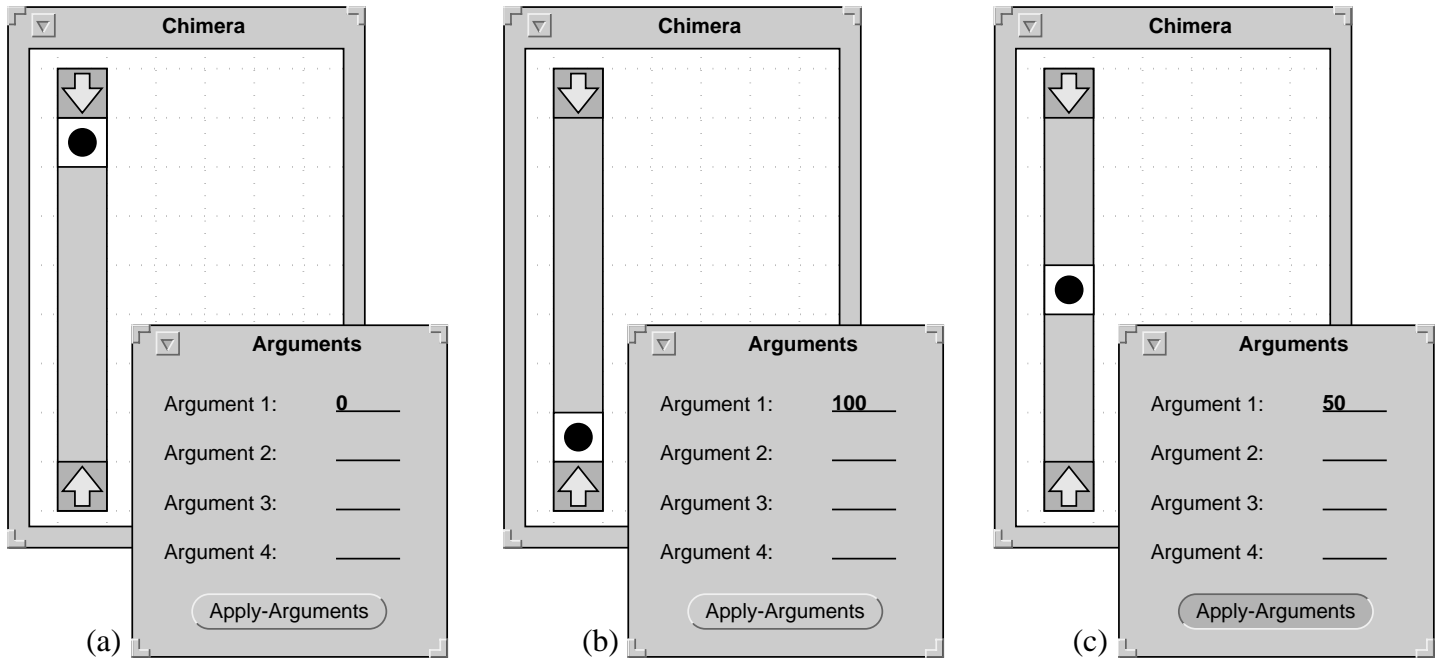 Chimera
Arguments
Argument 1: 0
Argument 2:
Argument 3:
Argument 4:
Apply-Arguments
(a)
Chimera
Arguments
Argument 1: 100
Argument 2:
Argument 3:
Argument 4:
Apply-Arguments
(b)
Chimera
Arguments
Argument 1: 50
Argument 2:
Argument 3:
Argument 4:
Apply-Arguments
(c)